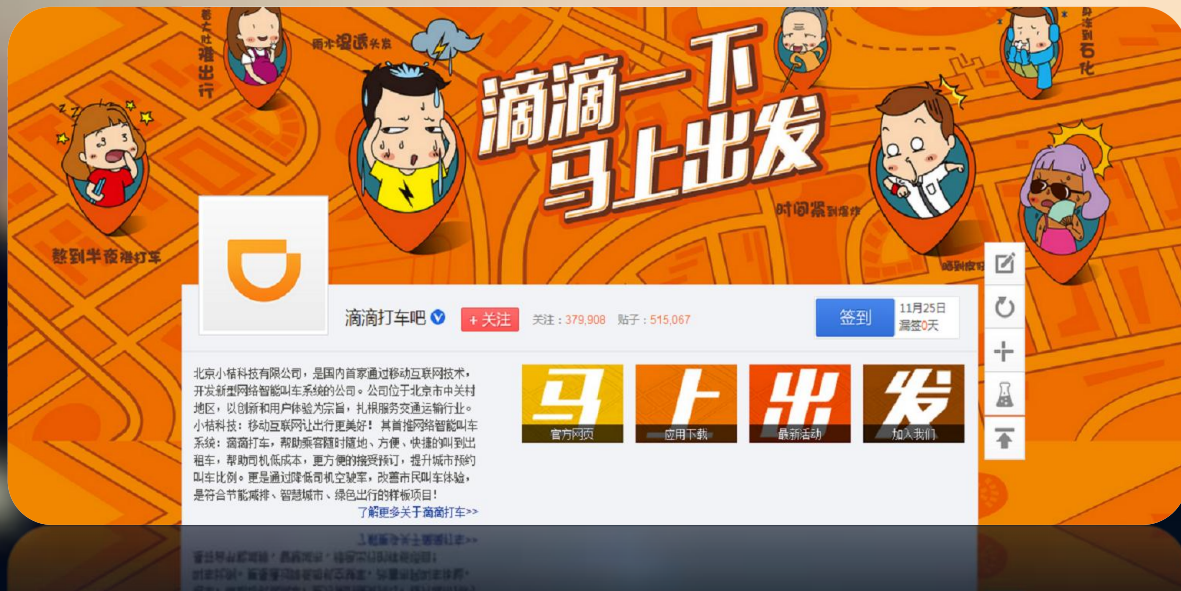 难出行
雨水湿透头发
石化
滴滴一下
马上出发
时间紧到爆炸
熬到半夜难打车
滴滴打车吧
+ 关注
关注：379,908 贴子：515,067
签到
11月25日
漏签0天
北京小桔科技有限公司，是国内首家通过移动互联网技术，
开发新型网络智能叫车系统的公司。公司位于北京市中关村
地区，以创新和用户体验为宗旨，扎根服务交通运输行业。
小桔科技：移动互联网让出行更美好！其首推网络智能叫车
系统：滴滴打车，帮助乘客随时随地、方便、快捷的叫到出
租车，帮助司机低成本，更方便的接受预订，提升城市预约
叫车比例。更是通过降低司机空驶率，改善市民叫车体验，
是符合节能减排、智慧城市、绿色出行的样板项目！
了解更多关于滴滴打车>>
马
官方网页
上
应用下载
出
最新活动
发
加入我们